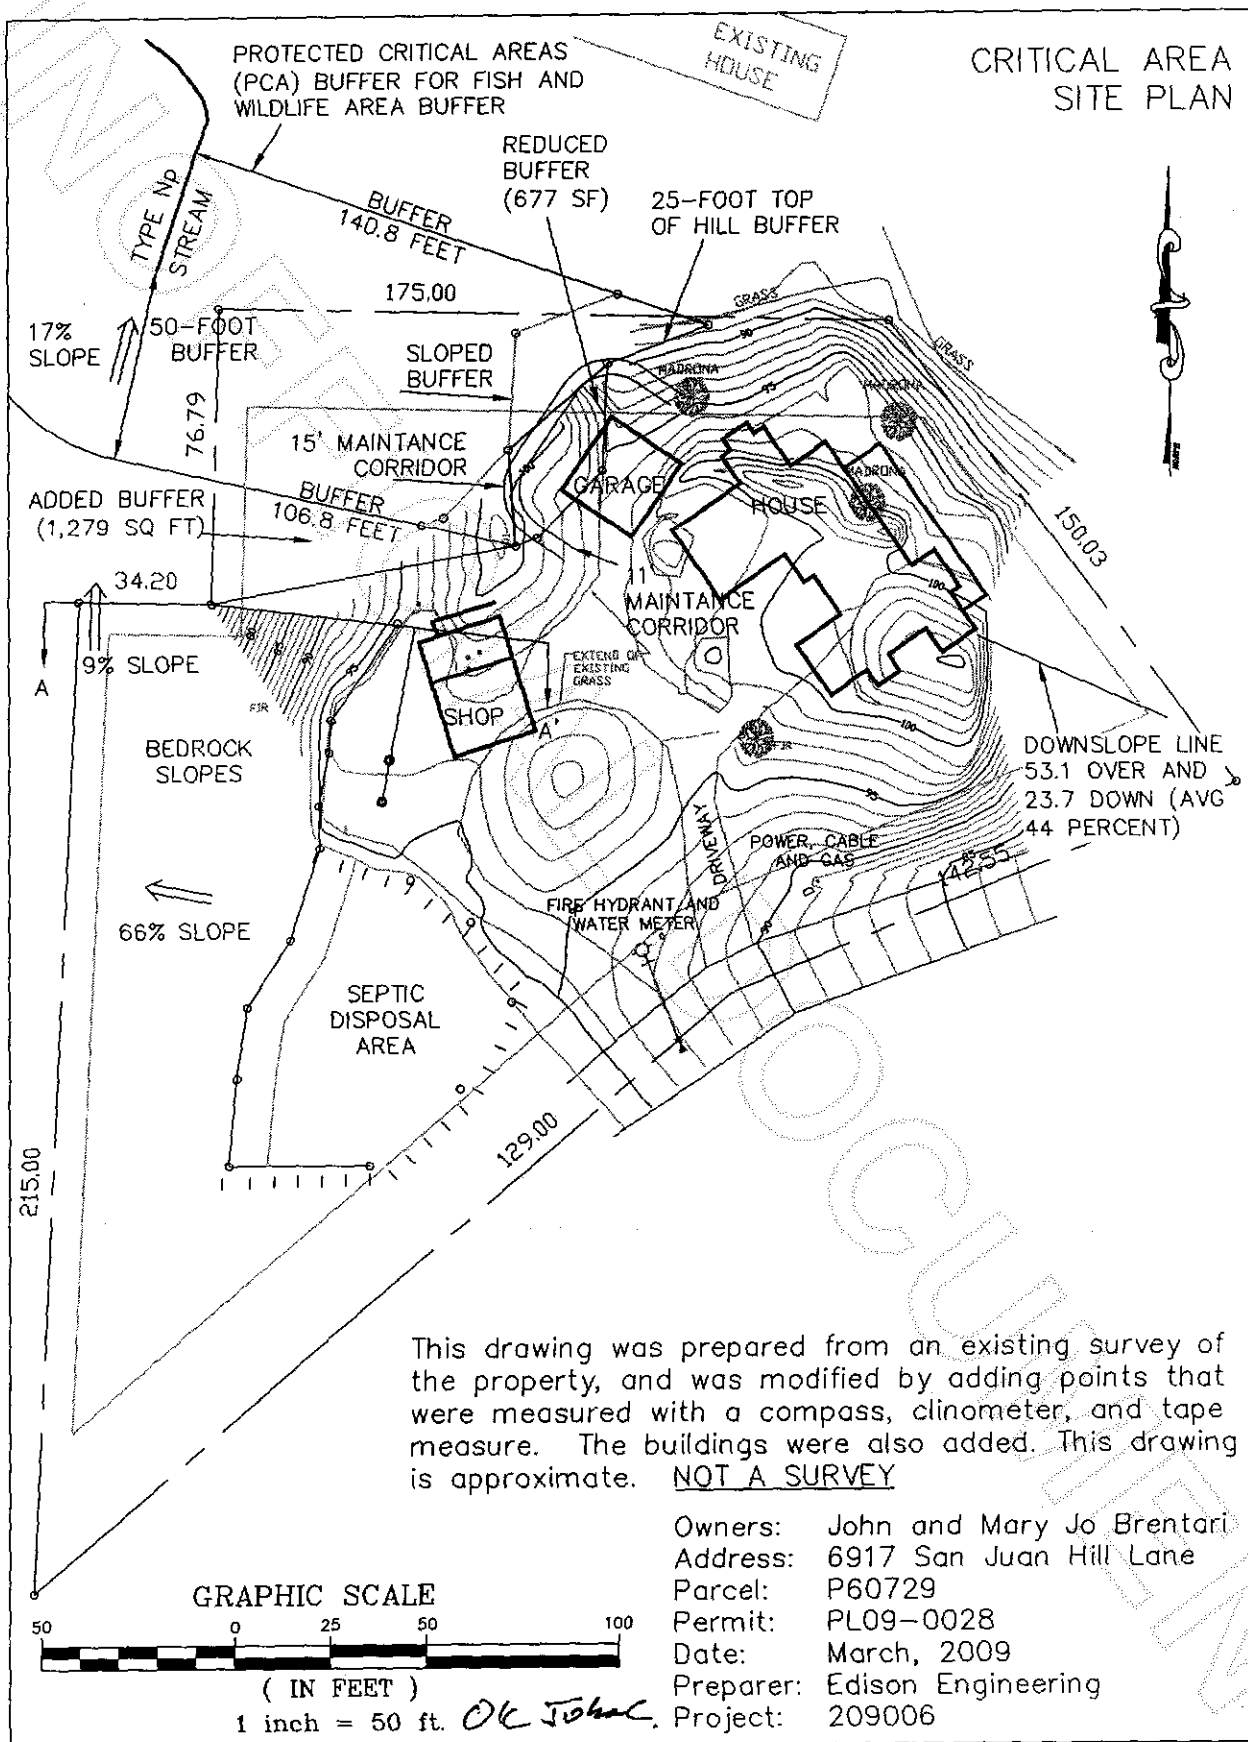 EXISTING
HOUSE
CRITICAL AREA
SITE PLAN
PROTECTED CRITICAL AREAS
(PCA) BUFFER FOR FISH AND
WILDLIFE AREA BUFFER
REDUCED
BUFFER
(677 SF)
25-FOOT TOP
OF HILL BUFFER
TYPE Np
STREAM
BUFFER
140.8 FEET
175.00
GRASS
GRASS
17%
SLOPE
50-FOOT
BUFFER
SLOPED
BUFFER
MADRONA
MADRONA
76.79
15' MAINTANCE
CORRIDOR
GARAGE
HOUSE
MADRONA
ADDED BUFFER
(1,279 SQ FT)
BUFFER
106.8 FEET
150.03
34.20
11
MAINTANCE
CORRIDOR
100
9% SLOPE
A
EXTEND OF
EXISTING
GRASS
FIR
SHOP
A'
100
BEDROCK
SLOPES
DOWNSLOPE LINE
53.1 OVER AND
23.7 DOWN (AVG
44 PERCENT)
95
DRIVEWAY
POWER, CABLE
AND GAS
142.55
66% SLOPE
FIRE HYDRANT AND
WATER METER
SEPTIC
DISPOSAL
AREA
129.00
215.00
This drawing was prepared from an existing survey of
the property, and was modified by adding points that
were measured with a compass, clinometer, and tape
measure. The buildings were also added. This drawing
is approximate. NOT A SURVEY
Owners: John and Mary Jo Brentari
Address: 6917 San Juan Hill Lane
Parcel: P60729
Permit: PL09-0028
Date: March, 2009
Preparer: Edison Engineering
Project: 209006
GRAPHIC SCALE
50 0 25 50 100
( IN FEET )
1 inch = 50 ft.
OK